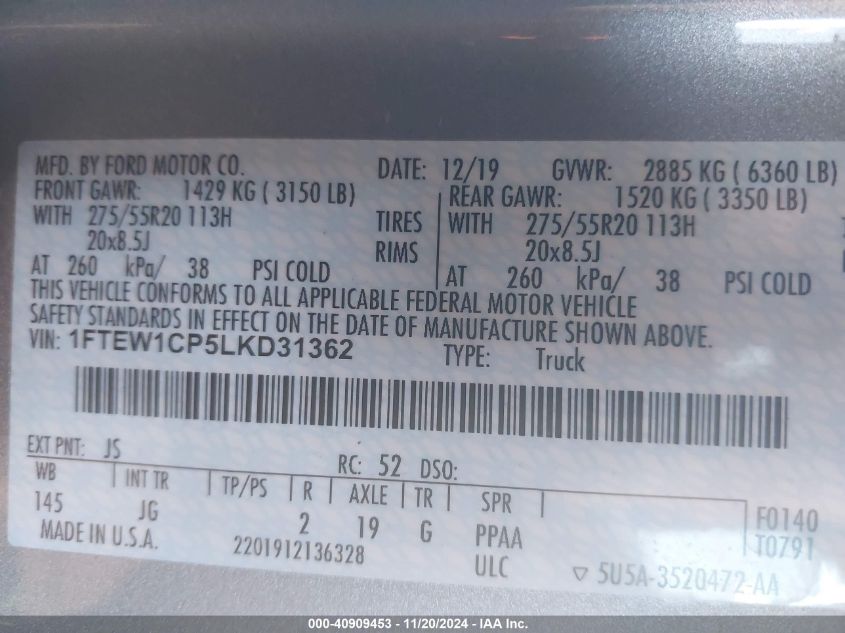 MFD. BY FORD MOTOR CO. DATE: 12/19 GVWR: 2885 KG ( 6360 LB)
FRONT GAWR: 1429 KG ( 3150 LB) REAR GAWR: 1520 KG ( 3350 LB)
WITH 275/55R20 113H TIRES WITH 275/55R20 113H
20x8.5J RIMS 20x8.5J
AT 260 kPa/ 38 PSI COLD AT 260 kPa/ 38 PSI COLD
THIS VEHICLE CONFORMS TO ALL APPLICABLE FEDERAL MOTOR VEHICLE
SAFETY STANDARDS IN EFFECT ON THE DATE OF MANUFACTURE SHOWN ABOVE.
VIN: 1FTEW1CP5LKD31362 TYPE: Truck
EXT PNT: JS RC: 52 DSO:
WB INT TR TP/PS R AXLE TR SPR
145 JG 2 19 G PPAA F0140
MADE IN U.S.A. 2201912136328 ULC T0791
▽ 5U5A-3520472-AA
000-40909453 - 11/20/2024 - IAA Inc.